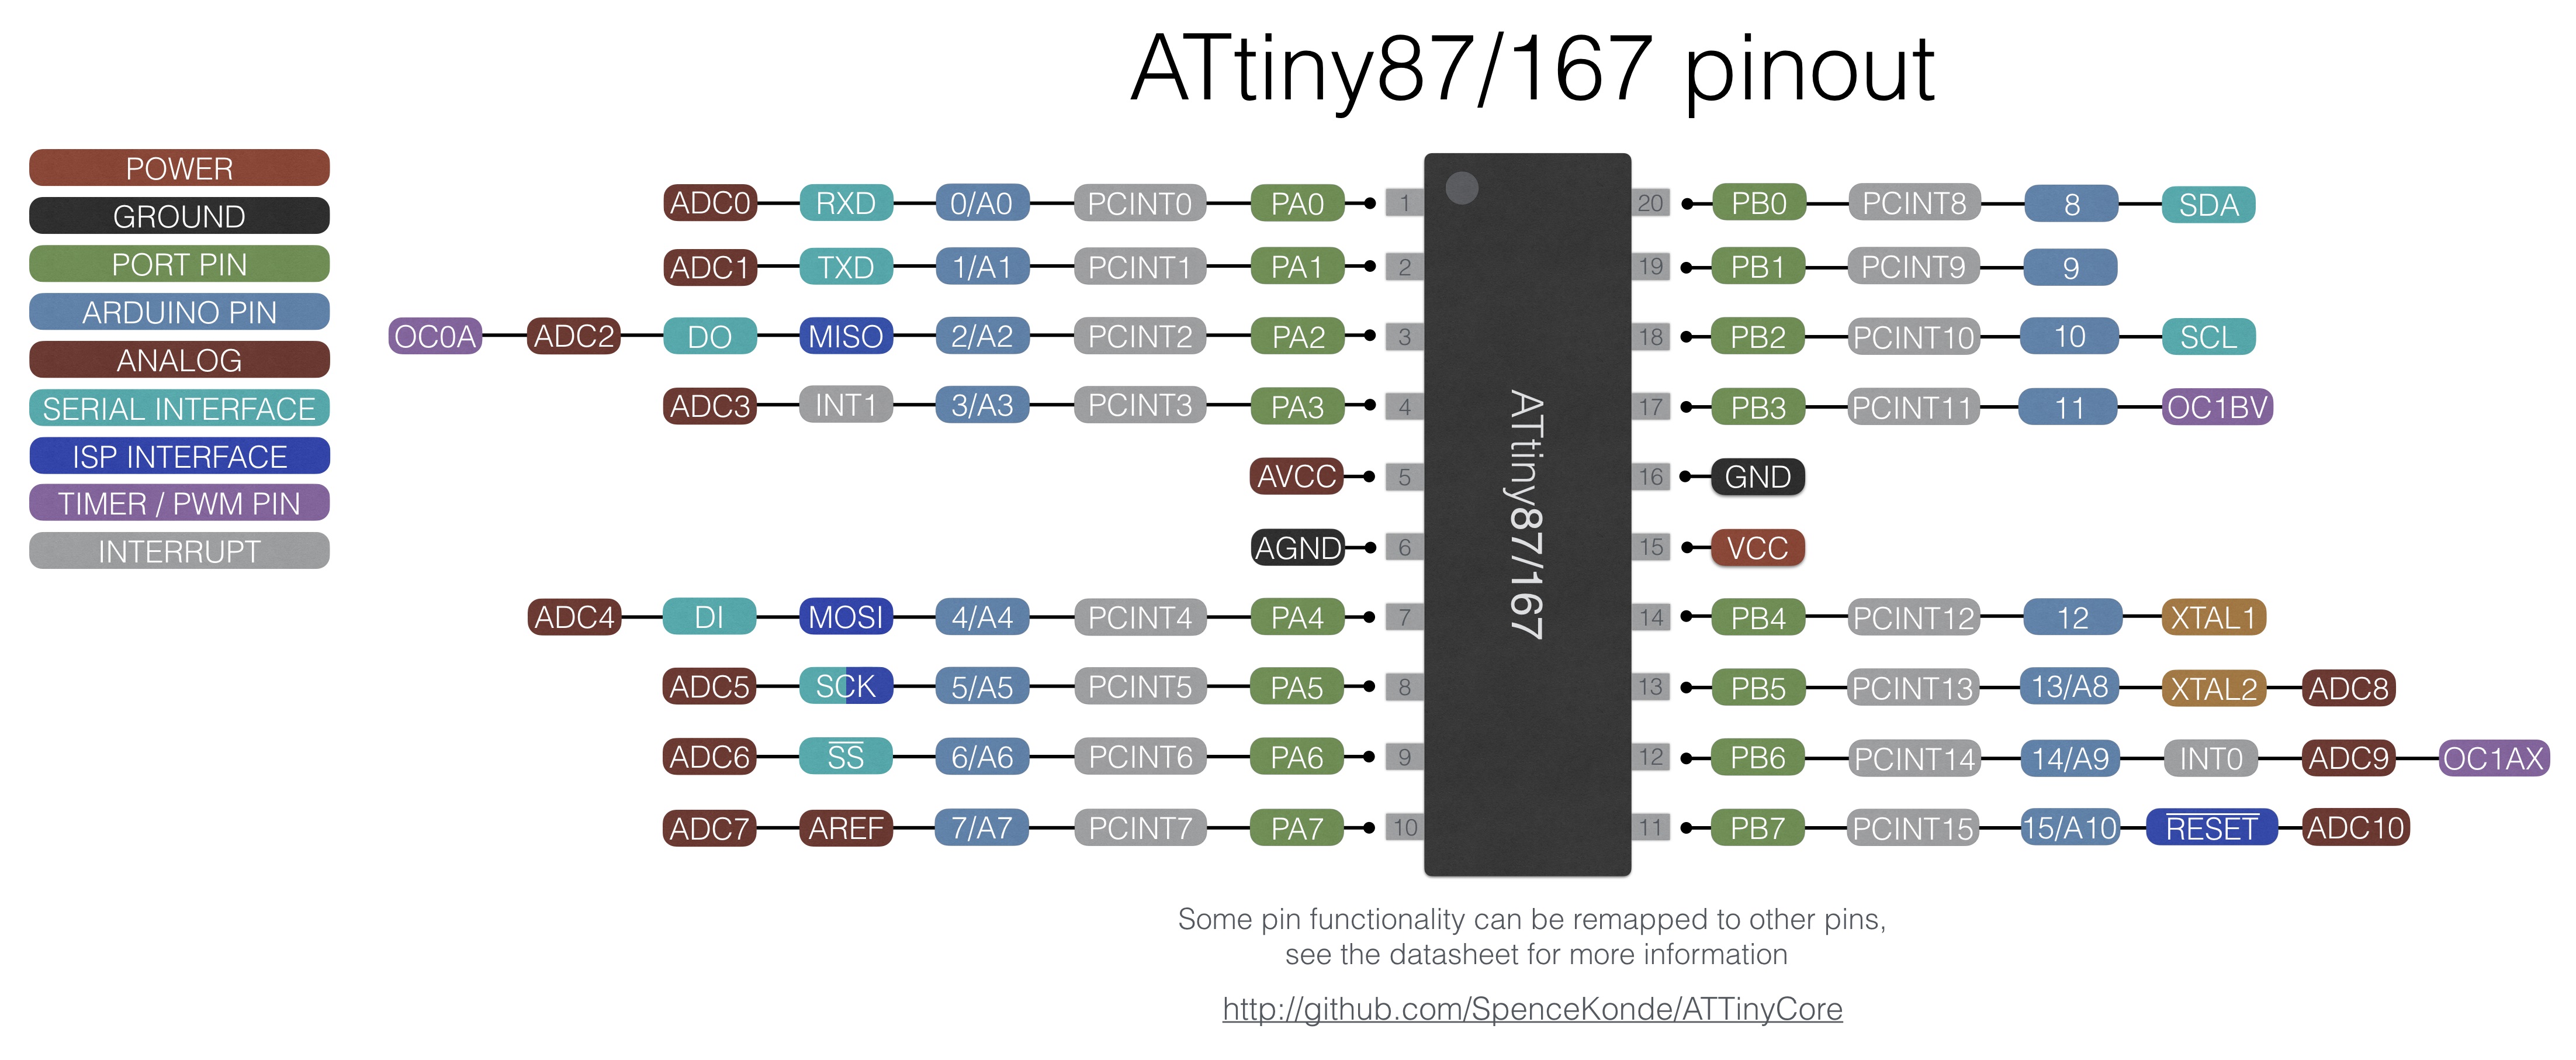 ATtiny87/167 pinout
POWER
GROUND
PORT PIN
ARDUINO PIN
ANALOG
SERIAL INTERFACE
ISP INTERFACE
TIMER / PWM PIN
INTERRUPT
ADC0 RXD 0/A0 PCINT0 PA0 1 20 PB0 PCINT8 8 SDA
ADC1 TXD 1/A1 PCINT1 PA1 2 19 PB1 PCINT9 9
OC0A ADC2 DO MISO 2/A2 PCINT2 PA2 3 18 PB2 PCINT10 10 SCL
ADC3 INT1 3/A3 PCINT3 PA3 4 17 PB3 PCINT11 11 OC1BV
AVCC 5 16 GND
AGND 6 15 VCC
ADC4 DI MOSI 4/A4 PCINT4 PA4 7 14 PB4 PCINT12 12 XTAL1
ADC5 SCK 5/A5 PCINT5 PA5 8 13 PB5 PCINT13 13/A8 XTAL2 ADC8
ADC6 SS 6/A6 PCINT6 PA6 9 12 PB6 PCINT14 14/A9 INT0 ADC9 OC1AX
ADC7 AREF 7/A7 PCINT7 PA7 10 11 PB7 PCINT15 15/A10 RESET ADC10
ATtiny87/167
Some pin functionality can be remapped to other pins,
see the datasheet for more information
http://github.com/SpenceKonde/ATTinyCore